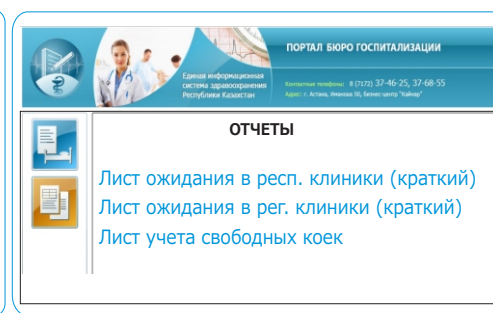 ПОРТАЛ БЮРО ГОСПИТАЛИЗАЦИИ
Единая информационная
система здравоохранения
Республики Казахстан
Контактные телефоны: 8 (7172) 37-46-25, 37-68-55
Адрес: г. Астана, Иманова 10, бизнес-центр "Кайнар"
ОТЧЕТЫ
Лист ожидания в респ. клиники (краткий)
Лист ожидания в рег. клиники (краткий)
Лист учета свободных коек